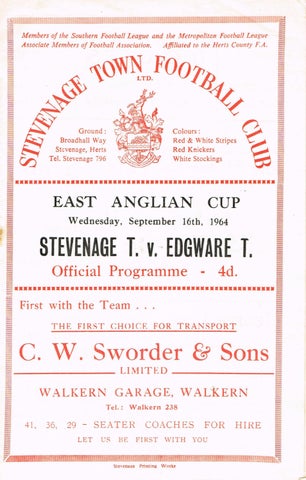 Members of the Southern Football League and the Metropolitan Football League
Associate Members of Football Association. Affiliated to the Herts County F.A.
STEVENAGE TOWN FOOTBALL CLUB
LTD.
Ground :
Broadhall Way
Stevenage, Herts
Tel. Stevenage 796
Colours :
Red & White Stripes
Red Knickers
White Stockings
EAST ANGLIAN CUP
Wednesday, September 16th, 1964
STEVENAGE T. v. EDGWARE T.
Official Programme - 4d.
First with the Team . . .
THE FIRST CHOICE FOR TRANSPORT
C. W. Sworder & Sons
LIMITED
WALKERN GARAGE, WALKERN
Tel.: Walkern 238
41, 36, 29 - SEATER COACHES FOR HIRE
LET US BE FIRST WITH YOU
Stevenage Printing Works